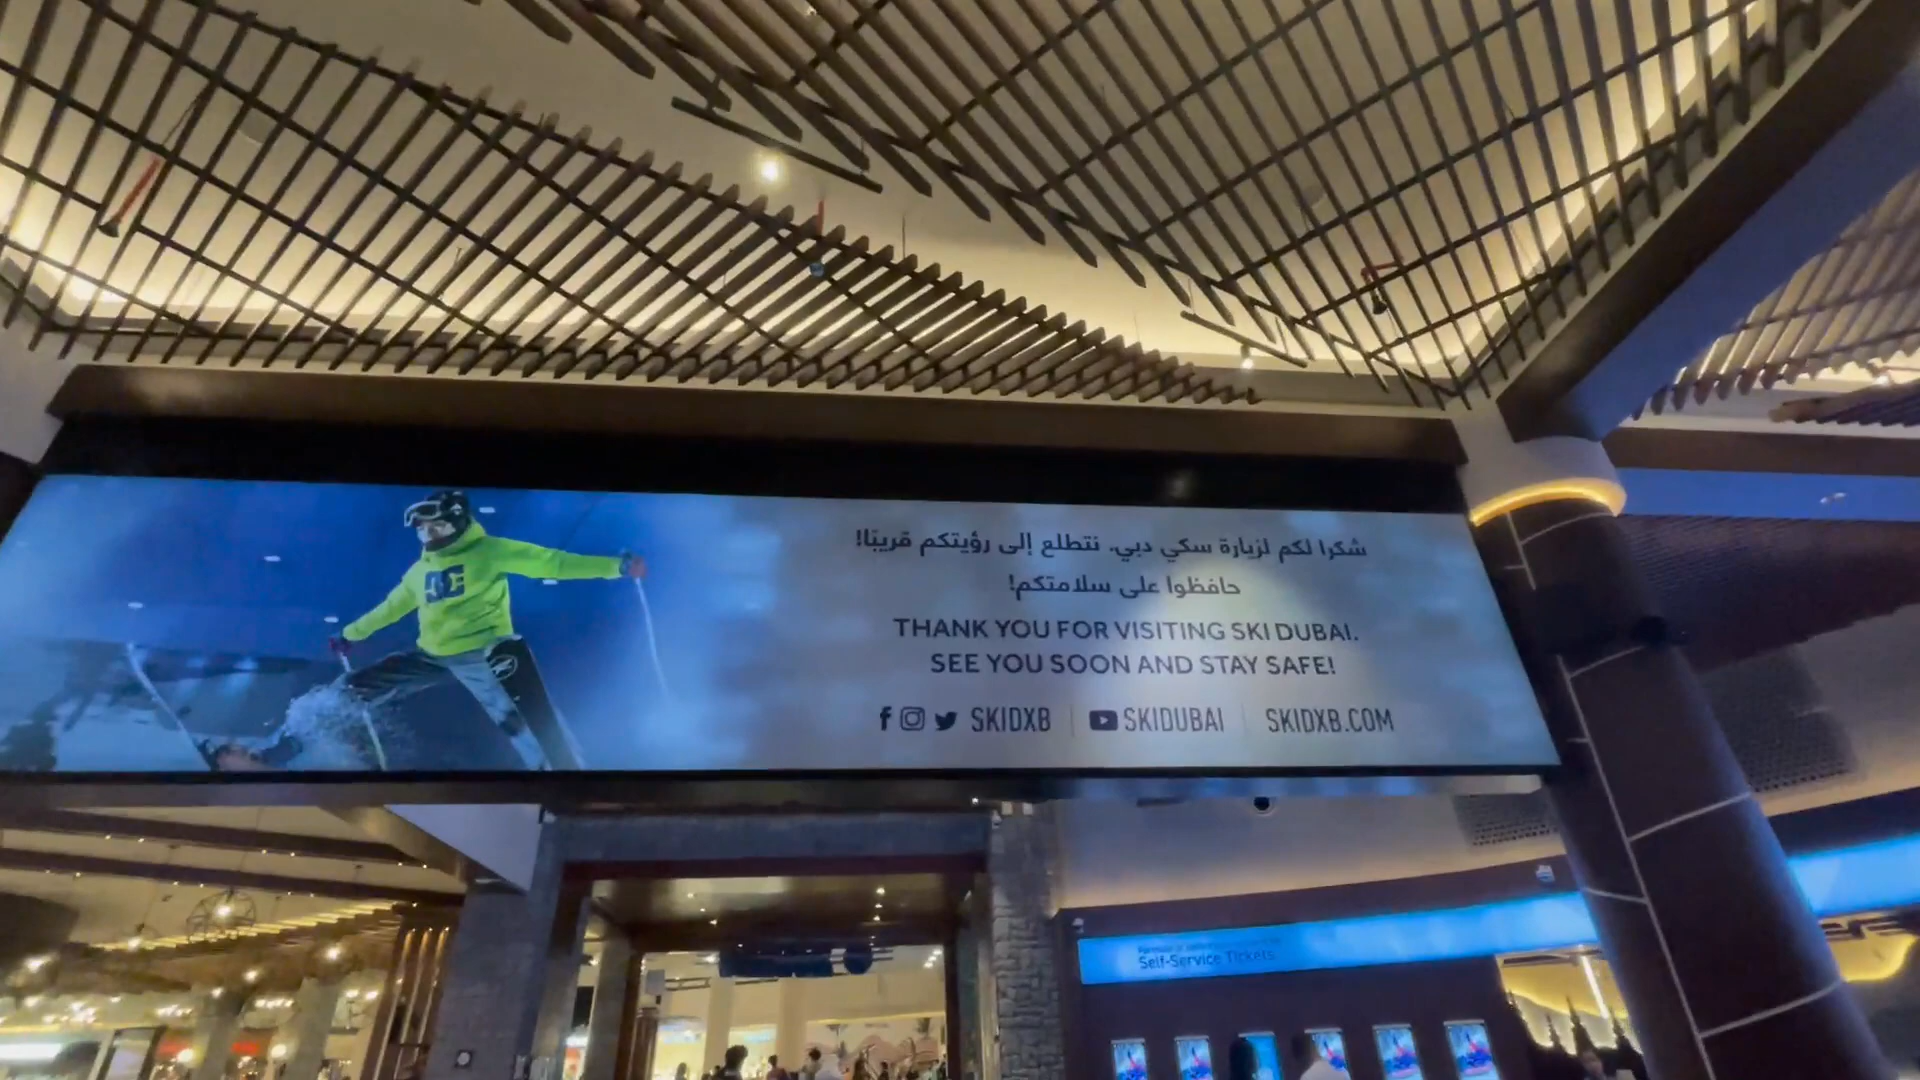 شكرا لكم لزيارة سكي دبي. نتطلع إلى رؤيتكم قريبًا!
حافظوا على سلامتكم!
THANK YOU FOR VISITING SKI DUBAI.
SEE YOU SOON AND STAY SAFE!
SKIDXB | SKIDUBAI | SKIDXB.COM
DC
Self-Service Tickets